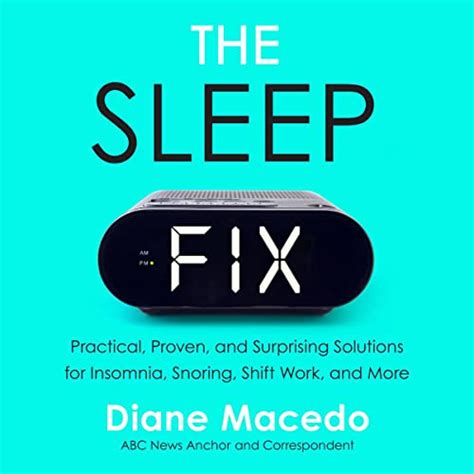 THE
SLEEP
AM
PM
FIX
Practical, Proven, and Surprising Solutions
for Insomnia, Snoring, Shift Work, and More
Diane Macedo
ABC News Anchor and Correspondent